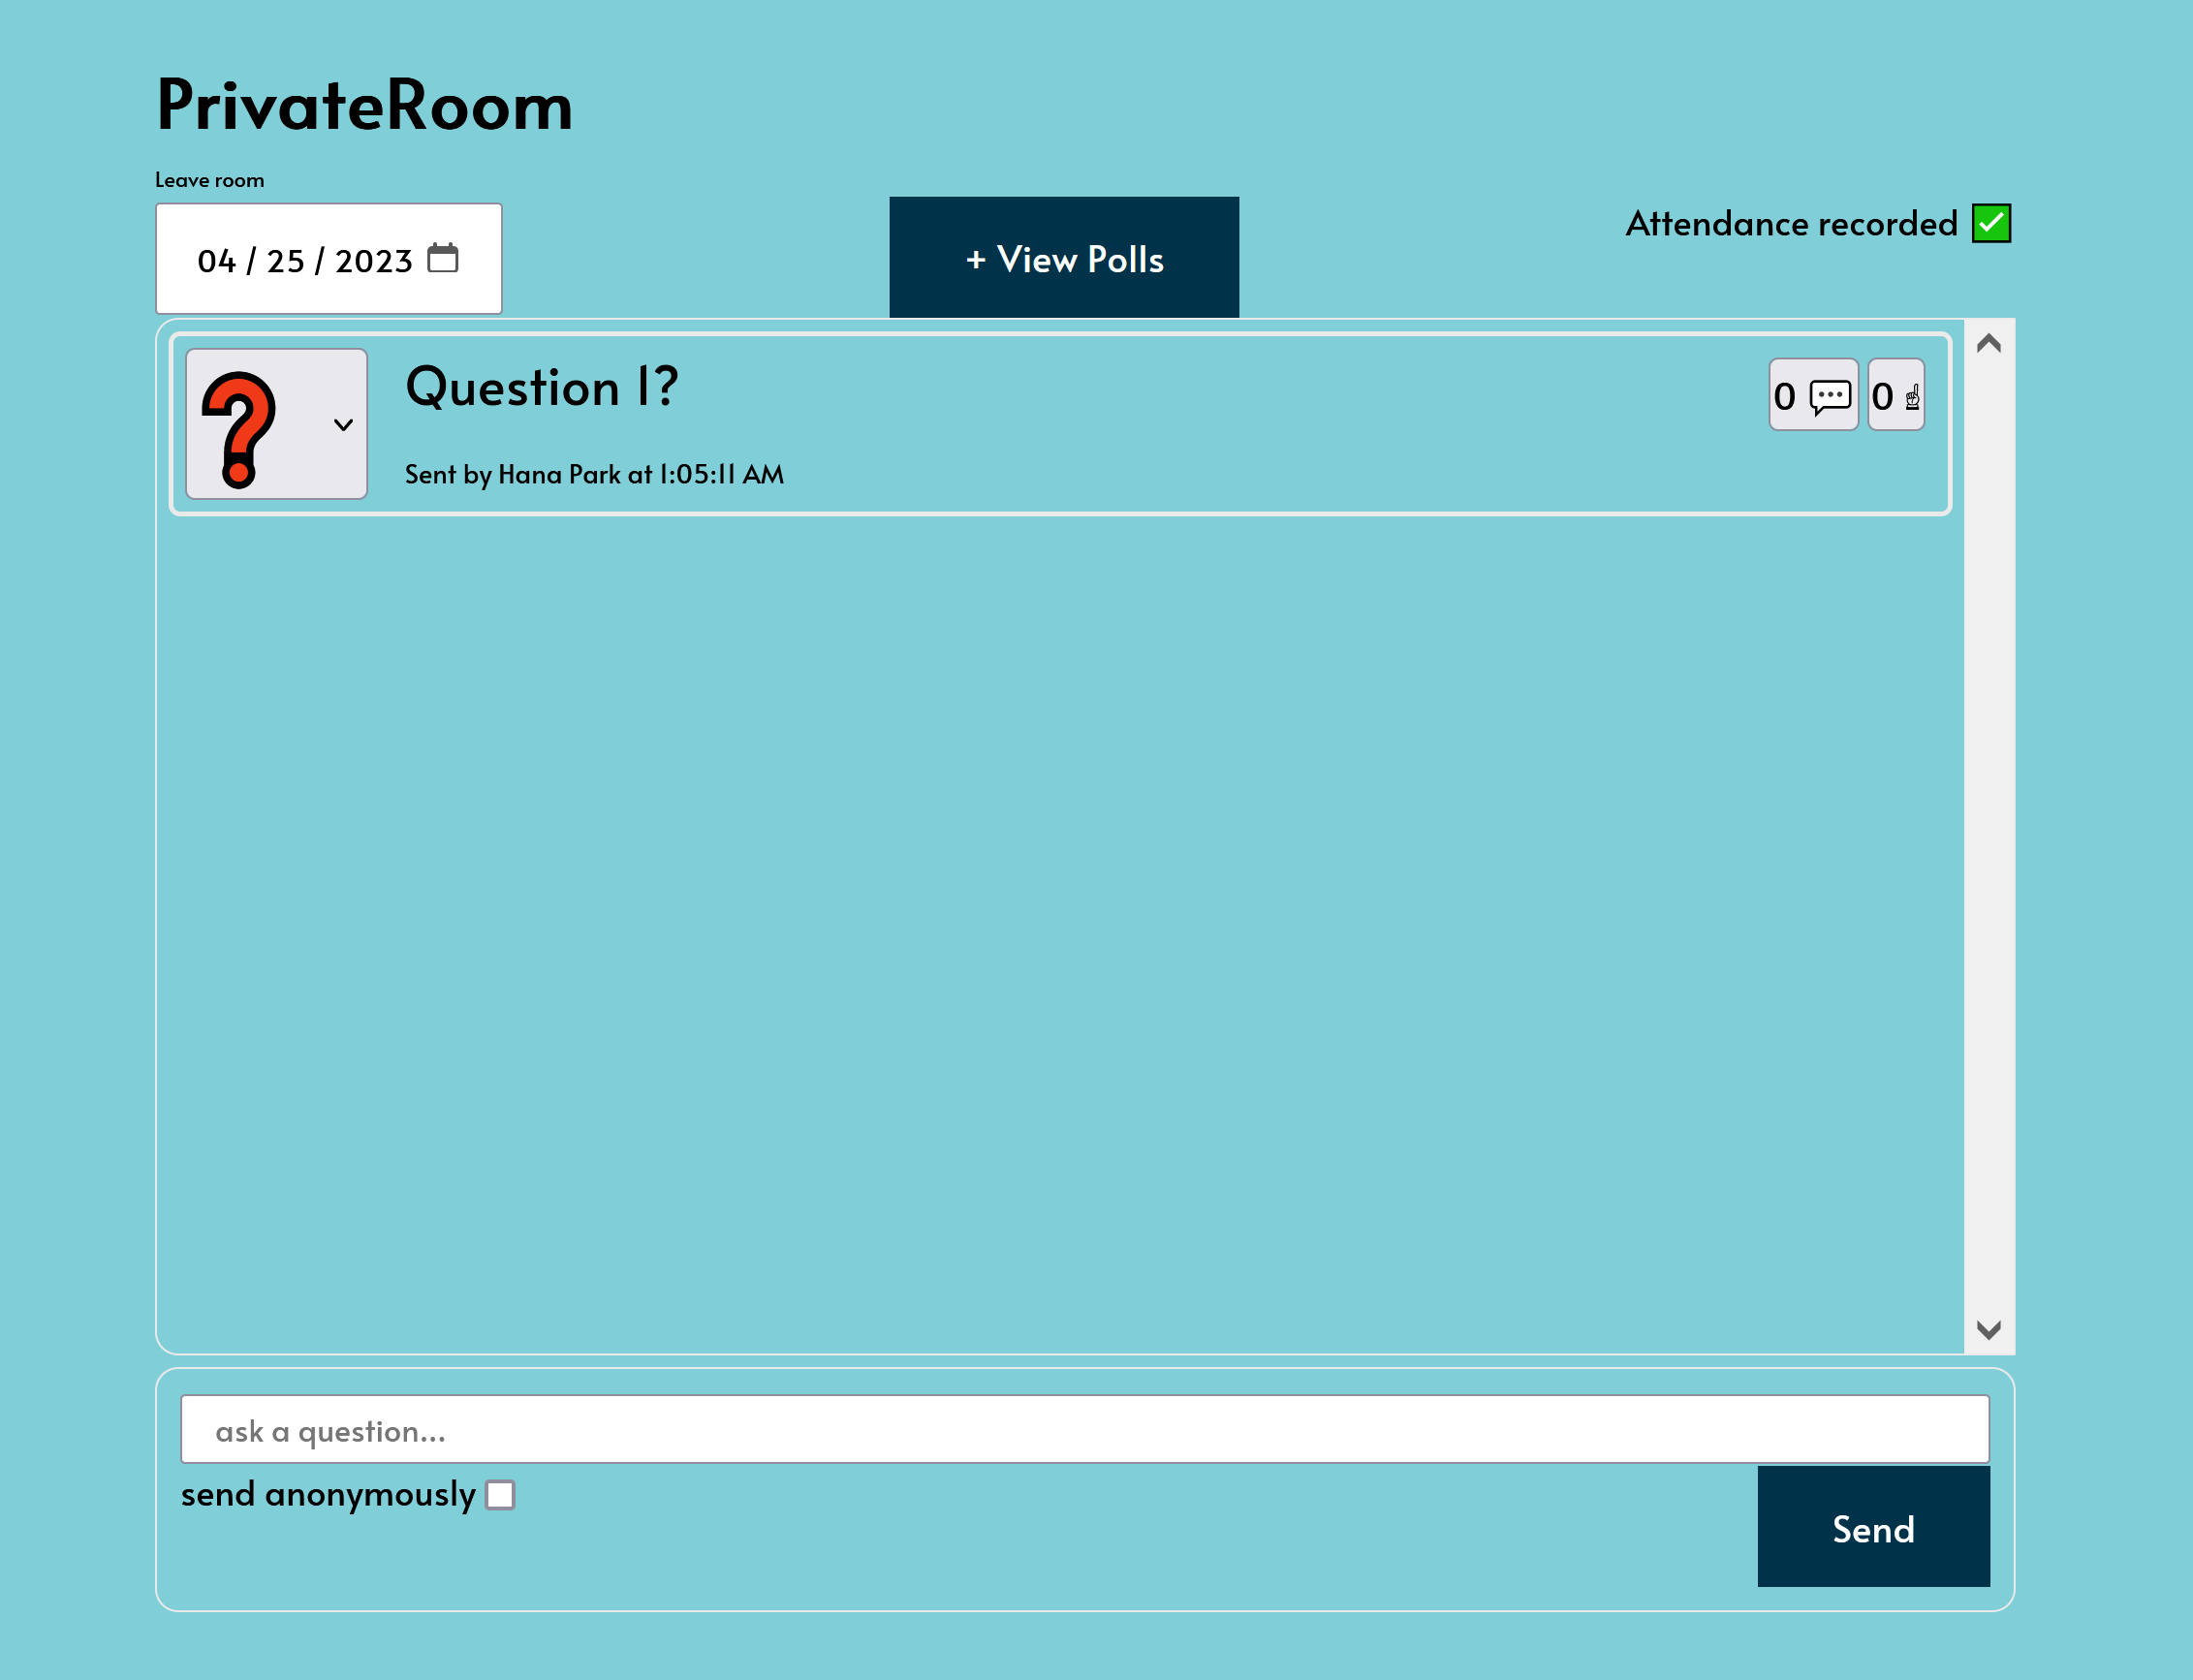 PrivateRoom
Leave room
04 / 25 / 2023
+ View Polls
Attendance recorded
Question 1?
0
0
Sent by Hana Park at 1:05:11 AM
ask a question...
send anonymously
Send